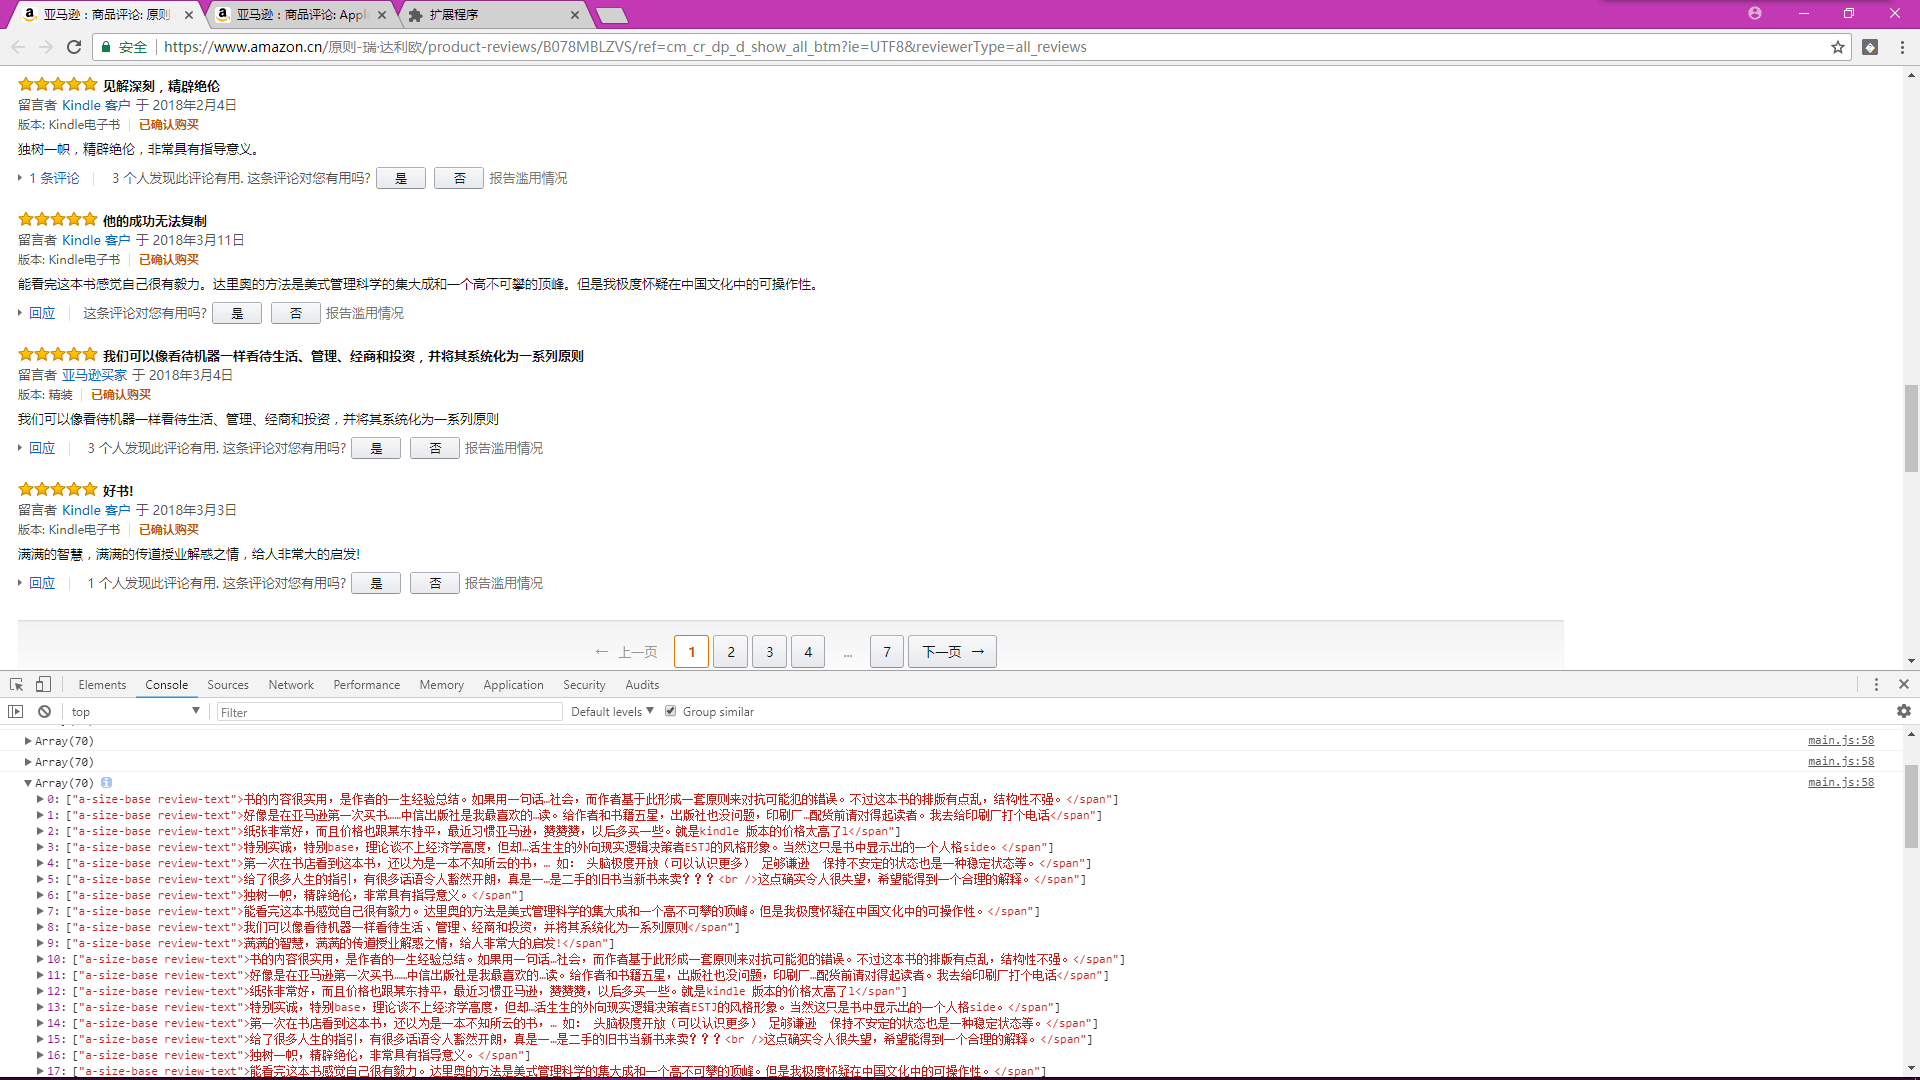 亚马逊：商品评论: 原则
亚马逊：商品评论: Appl
扩展程序
安全
https://www.amazon.cn/原则-瑞·达利欧/product-reviews/B078MBLZVS/ref=cm_cr_dp_d_show_all_btm?ie=UTF8&reviewerType=all_reviews
见解深刻，精辟绝伦
留言者 Kindle 客户 于 2018年2月4日
版本: Kindle电子书 已确认购买
独树一帜，精辟绝伦，非常具有指导意义。
1 条评论 3 个人发现此评论有用. 这条评论对您有用吗? 是 否 报告滥用情况
他的成功无法复制
留言者 Kindle 客户 于 2018年3月11日
版本: Kindle电子书 已确认购买
能看完这本书感觉自己很有毅力。达里奥的方法是美式管理科学的集大成和一个高不可攀的顶峰。但是我极度怀疑在中国文化中的可操作性。
回应 这条评论对您有用吗? 是 否 报告滥用情况
我们可以像看待机器一样看待生活、管理、经商和投资，并将其系统化为一系列原则
留言者 亚马逊买家 于 2018年3月4日
版本: 精装 已确认购买
我们可以像看待机器一样看待生活、管理、经商和投资，并将其系统化为一系列原则
回应 3 个人发现此评论有用. 这条评论对您有用吗? 是 否 报告滥用情况
好书!
留言者 Kindle 客户 于 2018年3月3日
版本: Kindle电子书 已确认购买
满满的智慧，满满的传道授业解惑之情，给人非常大的启发!
回应 1 个人发现此评论有用. 这条评论对您有用吗? 是 否 报告滥用情况
← 上一页 1 2 3 4 ... 7 下一页 →
Elements Console Sources Network Performance Memory Application Security Audits
top Filter Default levels Group similar
Array(70) main.js:58
Array(70) main.js:58
Array(70) main.js:58
0: ["a-size-base review-text">书的内容很实用，是作者的一生经验总结。如果用一句话…社会，而作者基于此形成一套原则来对抗可能犯的错误。不过这本书的排版有点乱，结构性不强。</span"]
1: ["a-size-base review-text">好像是在亚马逊第一次买书……中信出版社是我最喜欢的…读。给作者和书籍五星，出版社也没问题，印刷厂…配货前请对得起读者。我去给印刷厂打个电话</span"]
2: ["a-size-base review-text">纸张非常好，而且价格也跟某东持平，最近习惯亚马逊，赞赞赞，以后多买一些。就是kindle 版本的价格太高了l</span"]
3: ["a-size-base review-text">特别实诚，特别base，理论谈不上经济学高度，但却…活生生的外向现实逻辑决策者ESTJ的风格形象。当然这只是书中显示出的一个人格side。</span"]
4: ["a-size-base review-text">第一次在书店看到这本书，还以为是一本不知所云的书，… 如： 头脑极度开放（可以认识更多） 足够谦逊 保持不安定的状态也是一种稳定状态等。</span"]
5: ["a-size-base review-text">给了很多人生的指引，有很多话语令人豁然开朗，真是一…是二手的旧书当新书来卖？？？<br />这点确实令人很失望，希望能得到一个合理的解释。</span"]
6: ["a-size-base review-text">独树一帜，精辟绝伦，非常具有指导意义。</span"]
7: ["a-size-base review-text">能看完这本书感觉自己很有毅力。达里奥的方法是美式管理科学的集大成和一个高不可攀的顶峰。但是我极度怀疑在中国文化中的可操作性。</span"]
8: ["a-size-base review-text">我们可以像看待机器一样看待生活、管理、经商和投资，并将其系统化为一系列原则</span"]
9: ["a-size-base review-text">满满的智慧，满满的传道授业解惑之情，给人非常大的启发!</span"]
10: ["a-size-base review-text">书的内容很实用，是作者的一生经验总结。如果用一句话…社会，而作者基于此形成一套原则来对抗可能犯的错误。不过这本书的排版有点乱，结构性不强。</span"]
11: ["a-size-base review-text">好像是在亚马逊第一次买书……中信出版社是我最喜欢的…读。给作者和书籍五星，出版社也没问题，印刷厂…配货前请对得起读者。我去给印刷厂打个电话</span"]
12: ["a-size-base review-text">纸张非常好，而且价格也跟某东持平，最近习惯亚马逊，赞赞赞，以后多买一些。就是kindle 版本的价格太高了l</span"]
13: ["a-size-base review-text">特别实诚，特别base，理论谈不上经济学高度，但却…活生生的外向现实逻辑决策者ESTJ的风格形象。当然这只是书中显示出的一个人格side。</span"]
14: ["a-size-base review-text">第一次在书店看到这本书，还以为是一本不知所云的书，… 如： 头脑极度开放（可以认识更多） 足够谦逊 保持不安定的状态也是一种稳定状态等。</span"]
15: ["a-size-base review-text">给了很多人生的指引，有很多话语令人豁然开朗，真是一…是二手的旧书当新书来卖？？？<br />这点确实令人很失望，希望能得到一个合理的解释。</span"]
16: ["a-size-base review-text">独树一帜，精辟绝伦，非常具有指导意义。</span"]
17: ["a-size-base review-text">能看完这本书感觉自己很有毅力。达里奥的方法是美式管理科学的集大成和一个高不可攀的顶峰。但是我极度怀疑在中国文化中的可操作性。</span"]